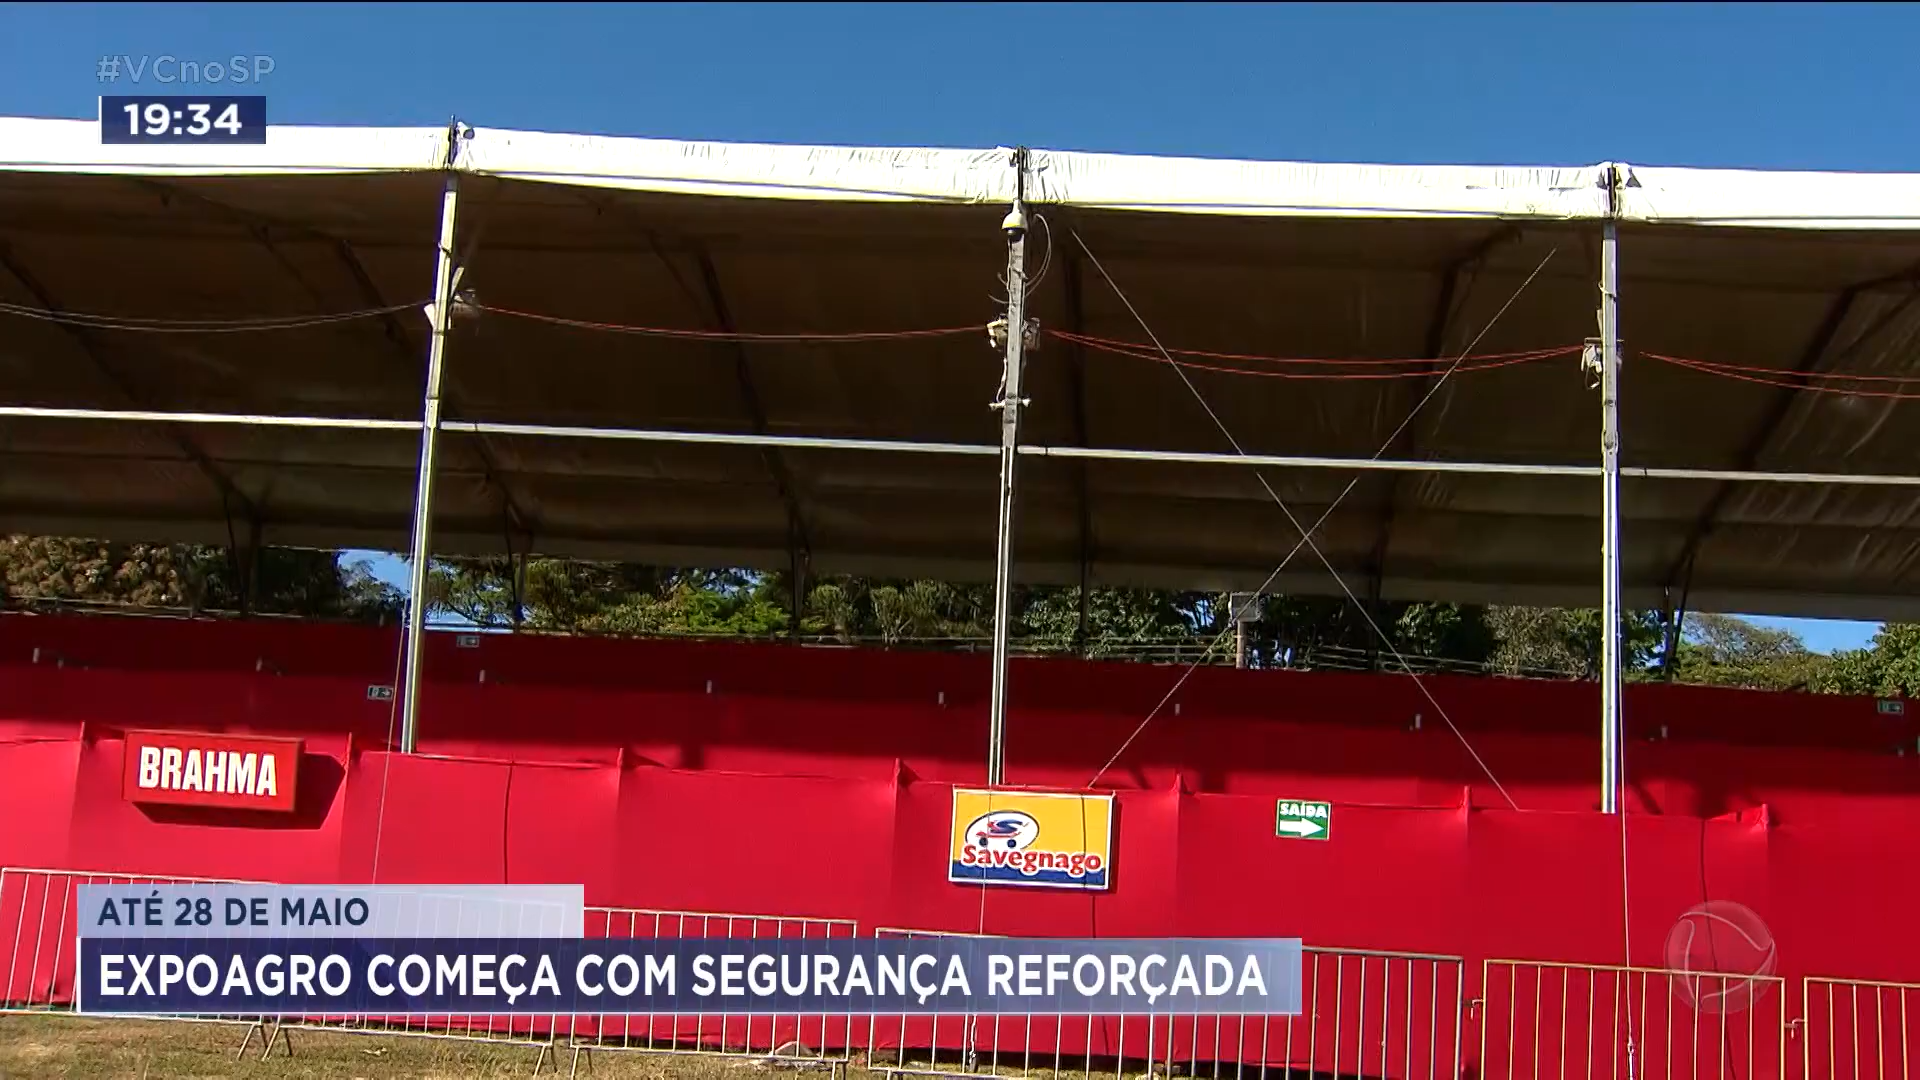 #VCnoSP
19:34
BRAHMA
Savegnago
SAÍDA
ATÉ 28 DE MAIO
EXPOAGRO COMEÇA COM SEGURANÇA REFORÇADA